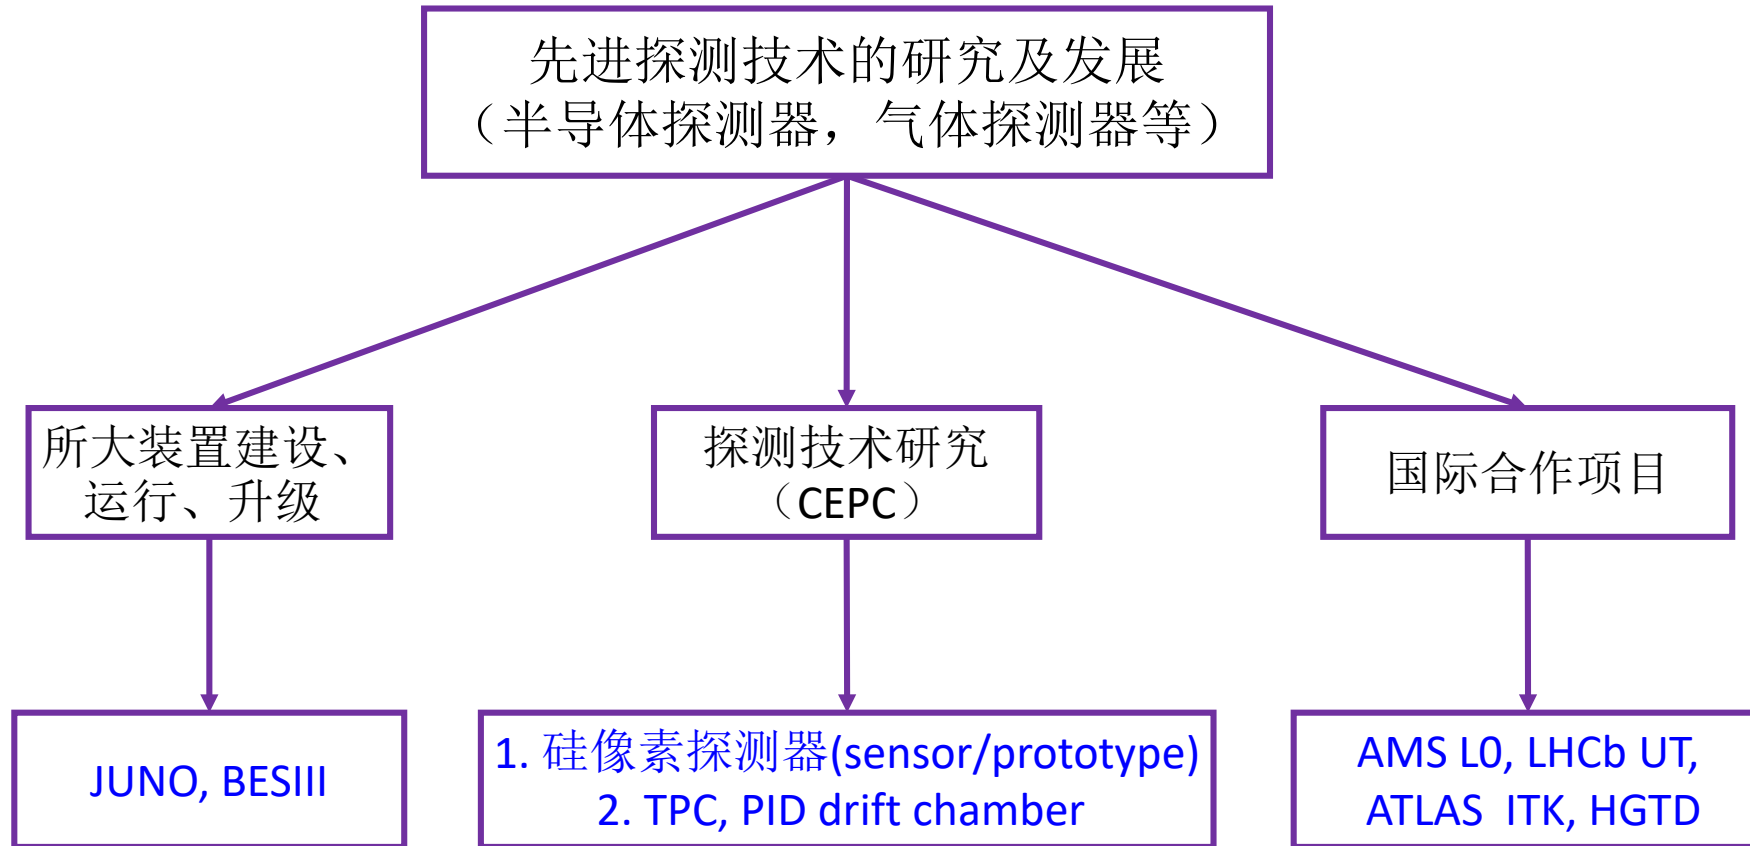 先进探测技术的研究及发展
（半导体探测器，气体探测器等）
所大装置建设、
运行、升级
探测技术研究
（CEPC）
国际合作项目
JUNO, BESIII
1. 硅像素探测器(sensor/prototype)
2. TPC, PID drift chamber
AMS L0, LHCb UT,
ATLAS  ITK, HGTD